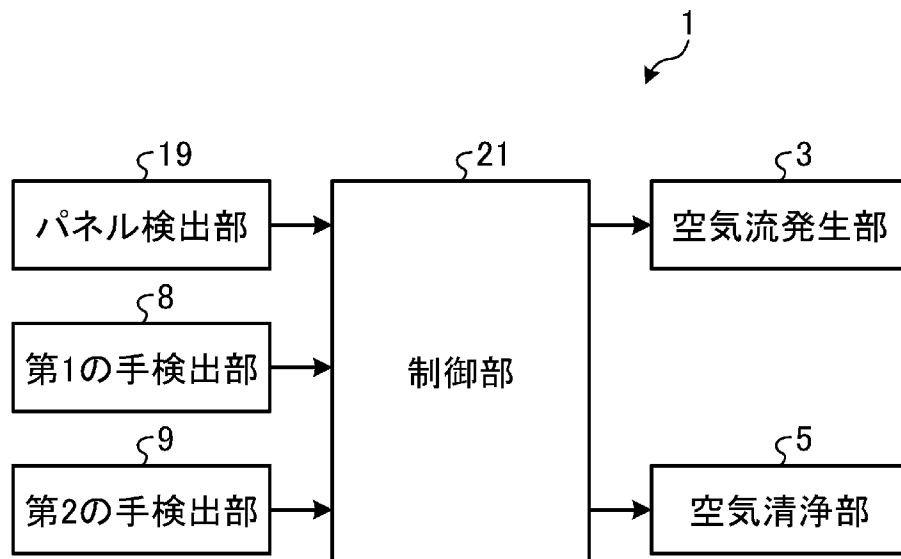 1
19
パネル検出部
21
制御部
3
空気流発生部
8
第1の手検出部
9
第2の手検出部
5
空気清浄部